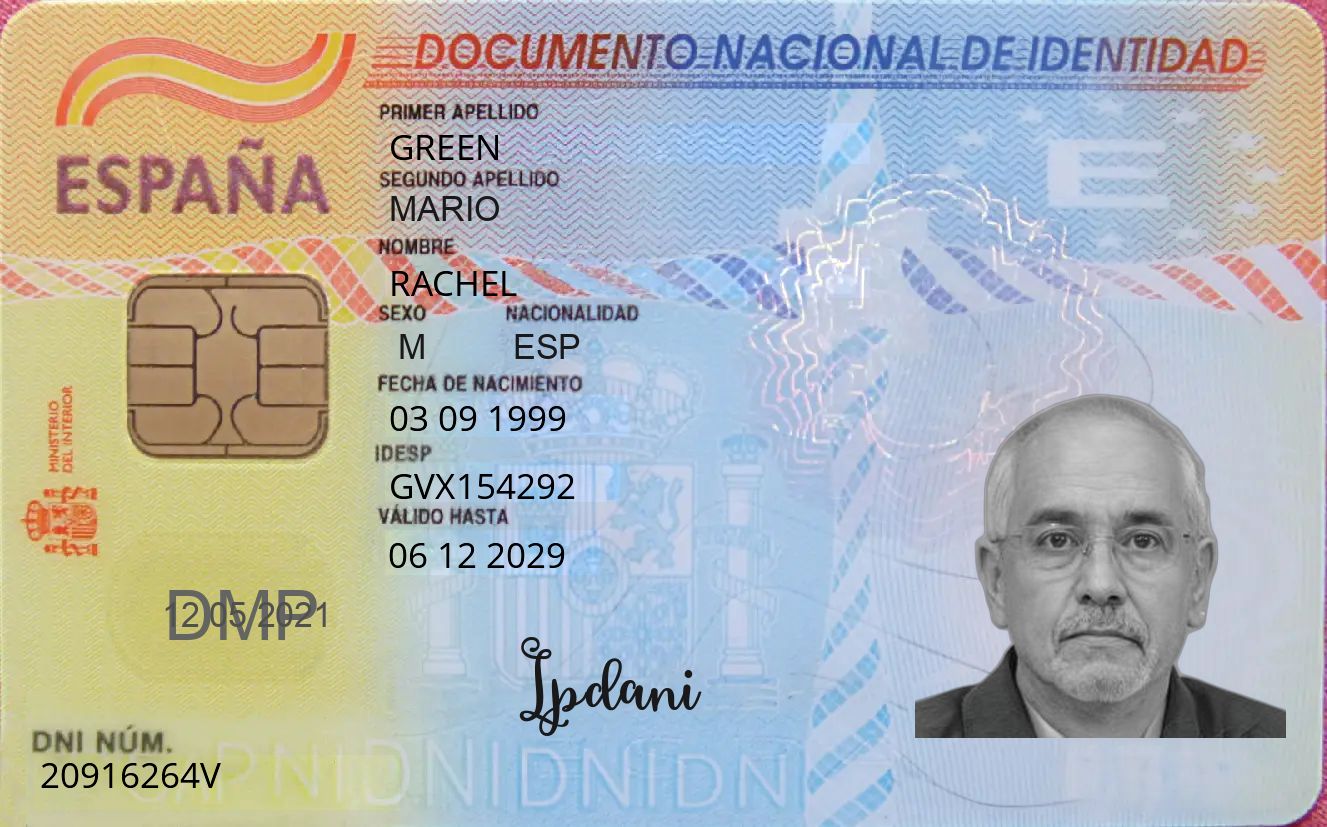 DOCUMENTO NACIONAL DE IDENTIDAD
ESPAÑA
PRIMER APELLIDO
GREEN
SEGUNDO APELLIDO
MARIO
NOMBRE
RACHEL
SEXO NACIONALIDAD
M ESP
FECHA DE NACIMIENTO
03 09 1999
IDESP
GVX154292
VÁLIDO HASTA
06 12 2029
MINISTERIO
DEL INTERIOR
E
DMP
12 05 2021
Ipdani
DNI NÚM.
20916264V
DNIDNIDNIDN